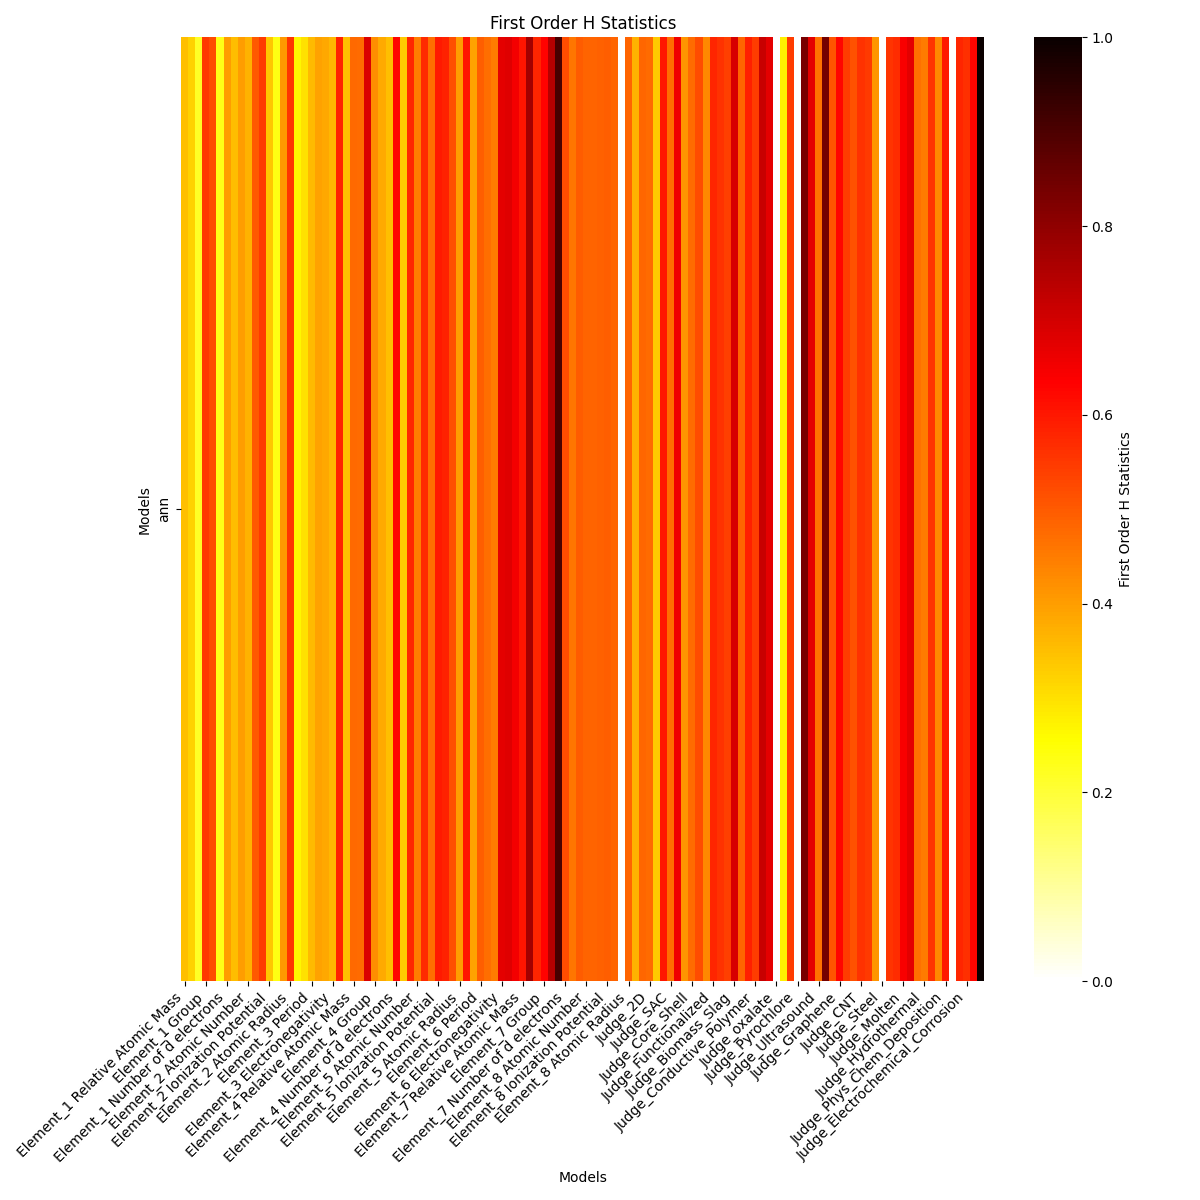 First Order H Statistics
1.0
0.8
0.6
0.4
0.2
0.0
First Order H Statistics
Models
ann
Element_1 Relative Atomic Mass
Element_1 Group
Element_1 Number of d electrons
Element_2 Atomic Number
Element_2 Ionization Potential
Element_2 Atomic Radius
Element_3 Period
Element_3 Electronegativity
Element_4 Relative Atomic Mass
Element_4 Group
Element_4 Number of d electrons
Element_5 Atomic Number
Element_5 Ionization Potential
Element_5 Atomic Radius
Element_6 Period
Element_6 Electronegativity
Element_7 Relative Atomic Mass
Element_7 Group
Element_7 Number of d electrons
Element_8 Atomic Number
Element_8 Ionization Potential
Element_8 Atomic Radius
Judge_2D
Judge_SAC
Judge_Core_Shell
Judge_Functionalized
Judge_Biomass_Slag
Judge_Conductive_Polymer
Judge_oxalate
Judge_Pyrochlore
Judge_Ultrasound
Judge_Graphene
Judge_CNT
Judge_Steel
Judge_Molten
Judge_Hydrothermal
Judge_Phys_Chem_Deposition
Judge_Electrochemical_Corrosion
Models